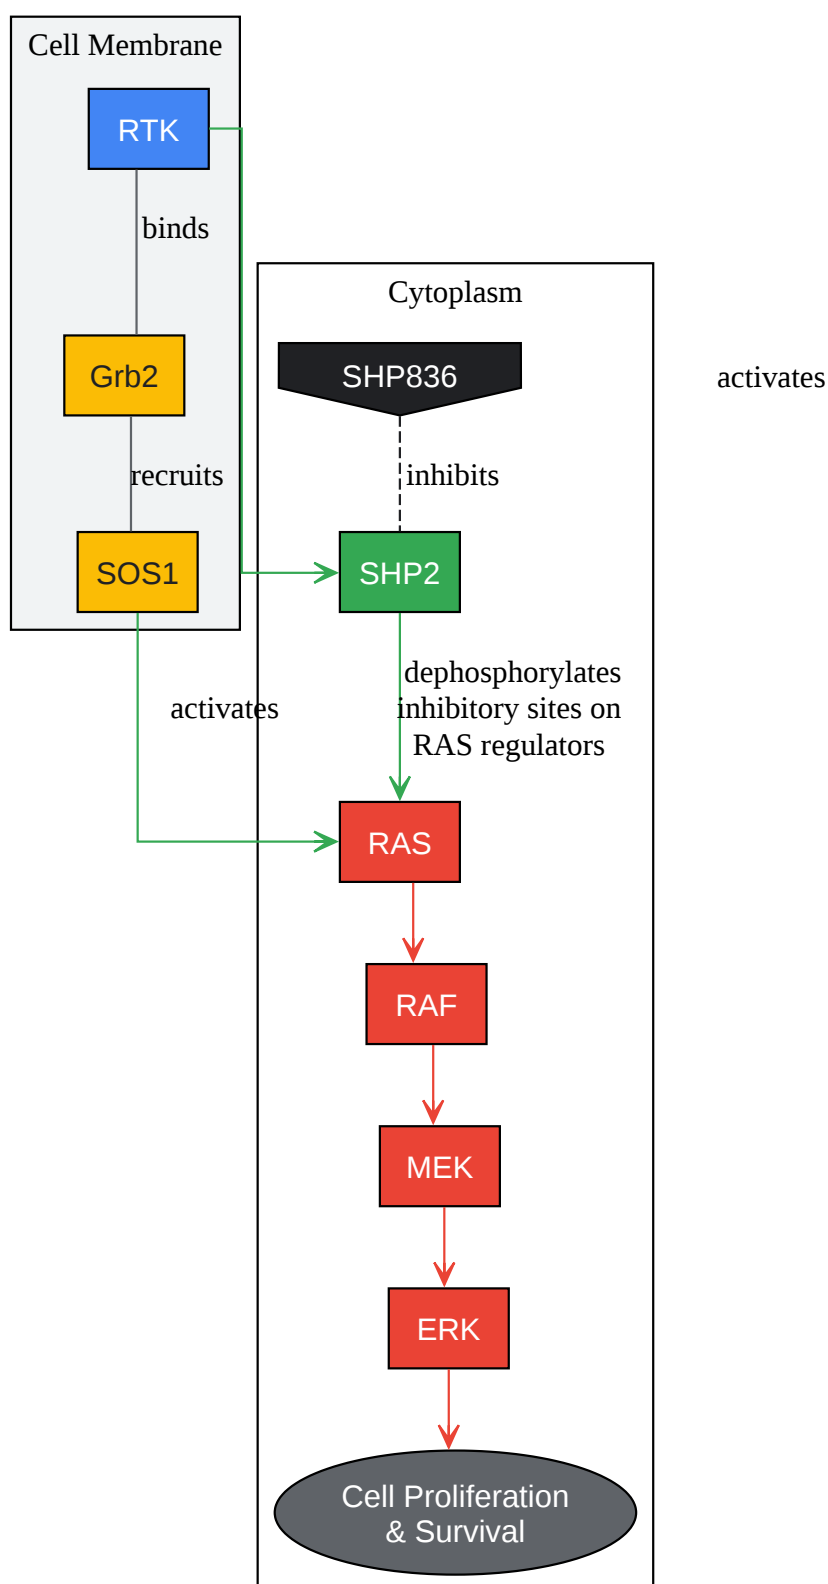 Cell Membrane
RTK
binds
Cytoplasm
Grb2
SHP836
activates
recruits
inhibits
SOS1
SHP2
activates
dephosphorylates
inhibitory sites on
RAS regulators
RAS
RAF
MEK
ERK
Cell Proliferation
& Survival